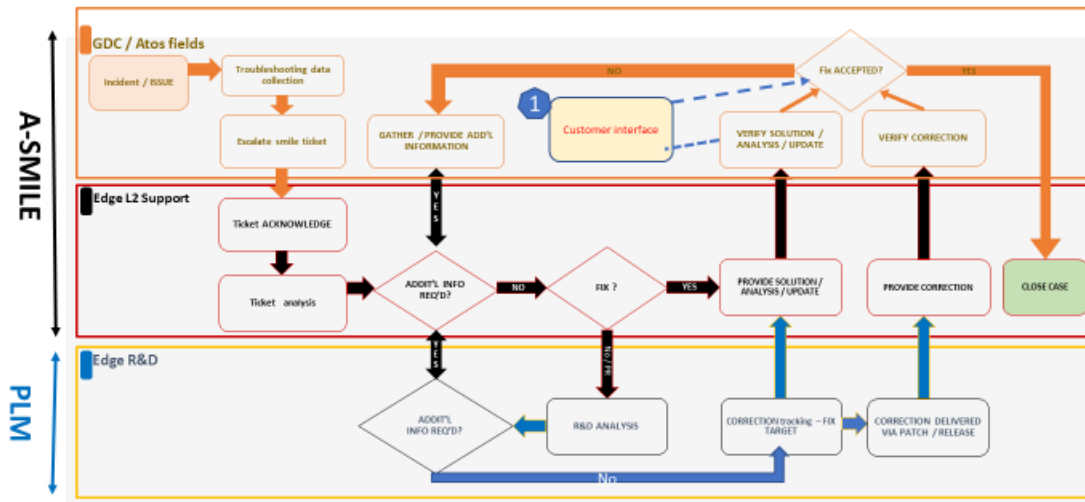 A-SMILE
PLM
GDC / Atos fields
Incident / ISSUE
Troubleshooting data
collection
Escalate smile ticket
GATHER / PROVIDE ADD'L
INFORMATION
NO
1
Customer interface
Fix ACCEPTED?
YES
VERIFY SOLUTION /
ANALYSIS / UPDATE
VERIFY CORRECTION
Edge L2 Support
Ticket ACKNOWLEDGE
Ticket analysis
YES
ADDIT'L INFO
REQ'D?
NO
FIX ?
YES
PROVIDE SOLUTION /
ANALYSIS / UPDATE
PROVIDE CORRECTION
CLOSE CASE
Edge R&D
YES
No / PR
ADDIT'L
INFO REQ'D?
R&D ANALYSIS
CORRECTION tracking – FIX
TARGET
CORRECTION DELIVERED
VIA PATCH / RELEASE
No